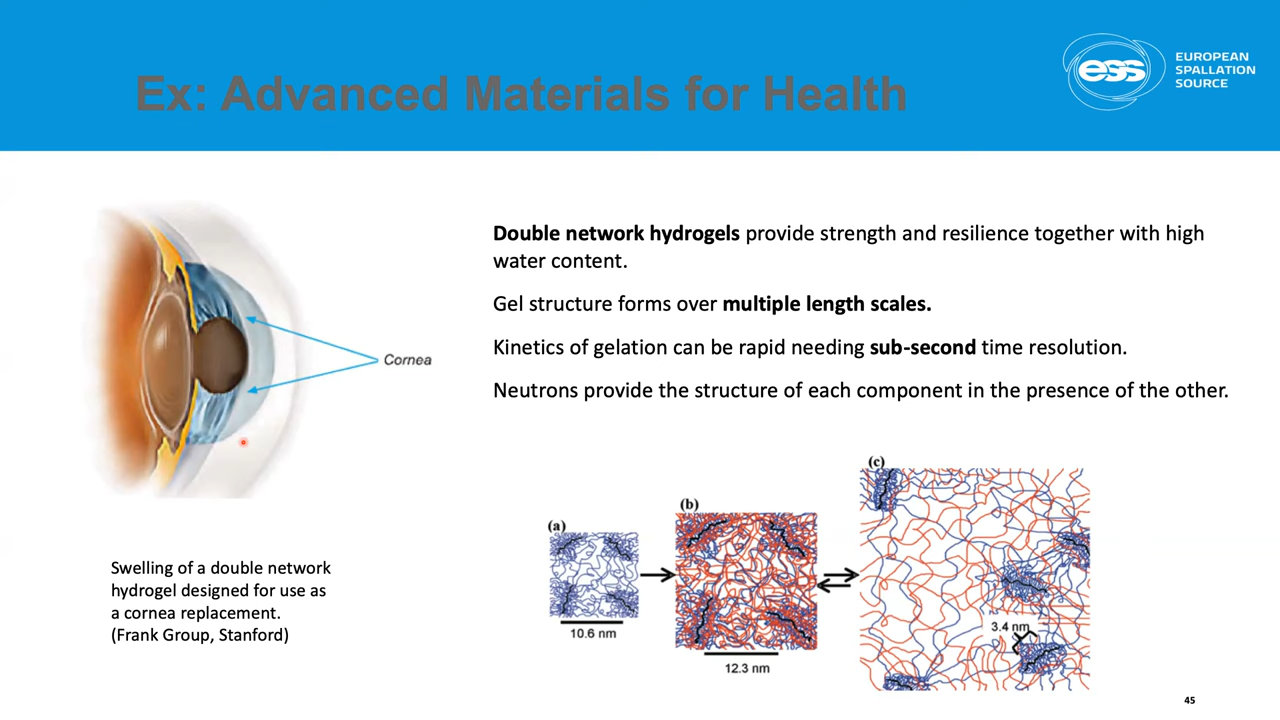 Ex: Advanced Materials for Health
ess
EUROPEAN
SPALLATION
SOURCE
Double network hydrogels provide strength and resilience together with high
water content.
Gel structure forms over multiple length scales.
Kinetics of gelation can be rapid needing sub-second time resolution.
Neutrons provide the structure of each component in the presence of the other.
Cornea
Swelling of a double network
hydrogel designed for use as
a cornea replacement.
(Frank Group, Stanford)
(a)
10.6 nm
(b)
12.3 nm
(c)
3.4 nm
45